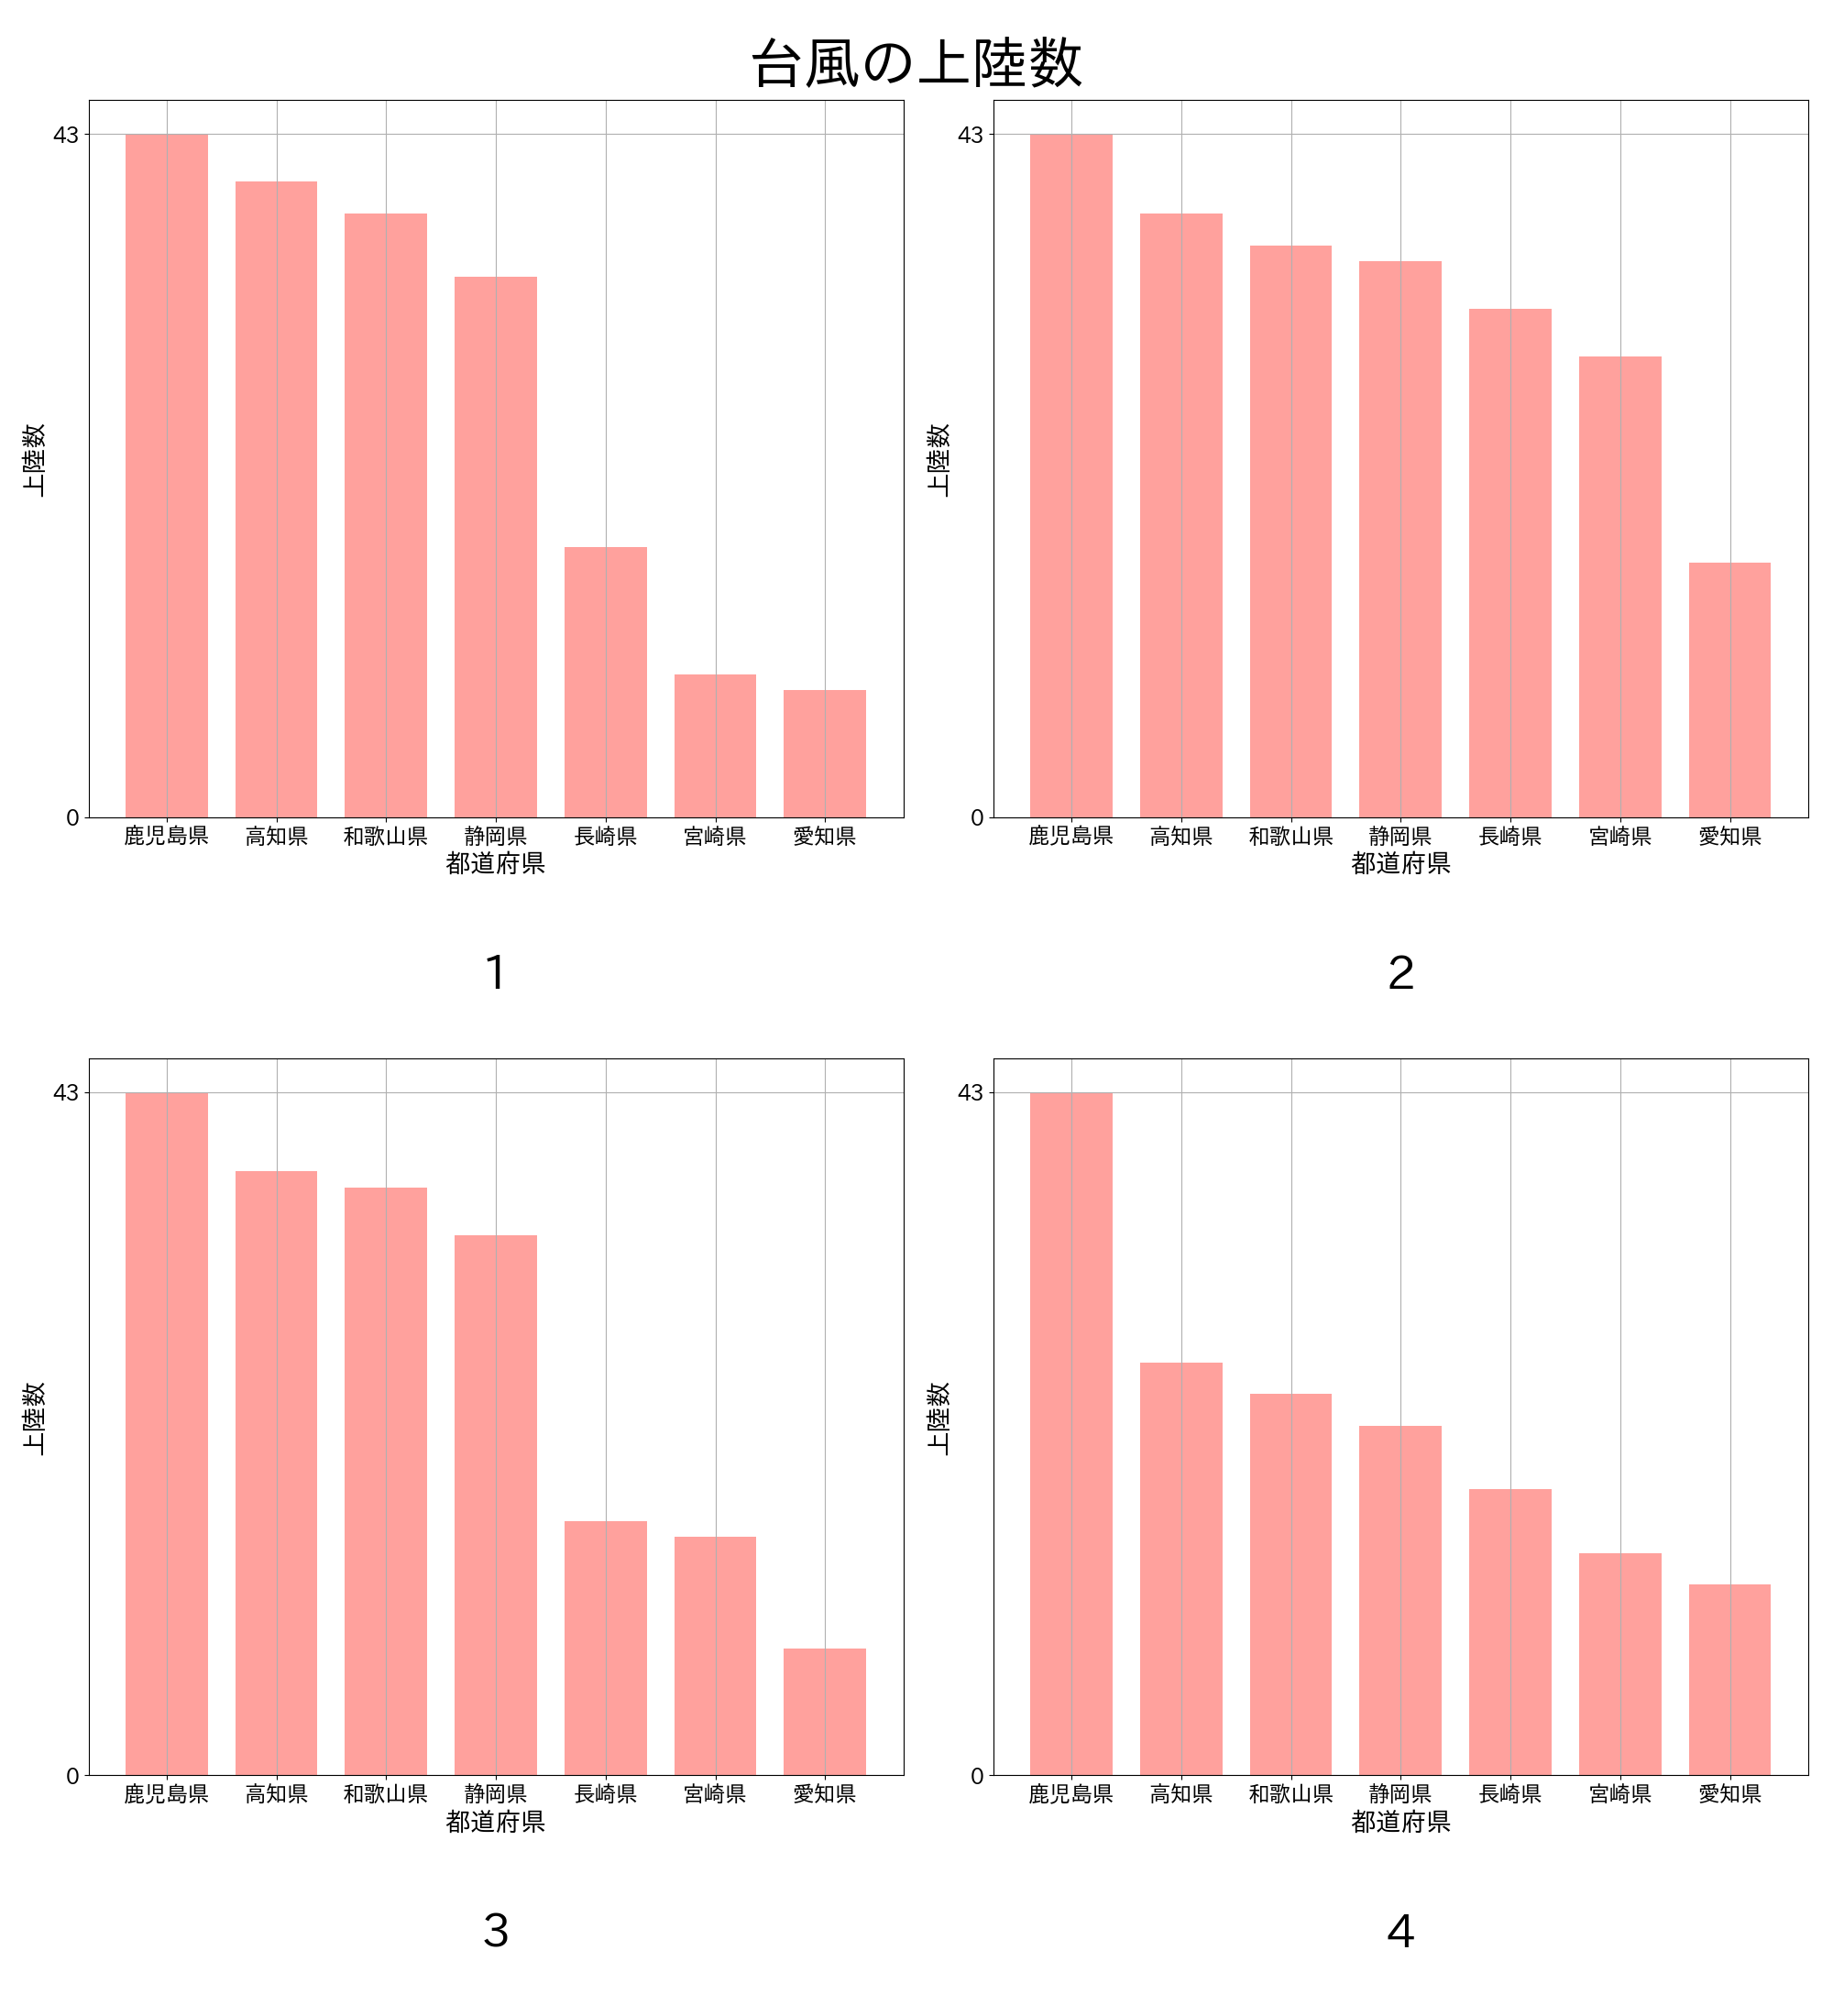 台風の上陸数
43
0
上陸数
鹿児島県 高知県 和歌山県 静岡県 長崎県 宮崎県 愛知県
都道府県
1
43
0
上陸数
鹿児島県 高知県 和歌山県 静岡県 長崎県 宮崎県 愛知県
都道府県
2
43
0
上陸数
鹿児島県 高知県 和歌山県 静岡県 長崎県 宮崎県 愛知県
都道府県
3
43
0
上陸数
鹿児島県 高知県 和歌山県 静岡県 長崎県 宮崎県 愛知県
都道府県
4